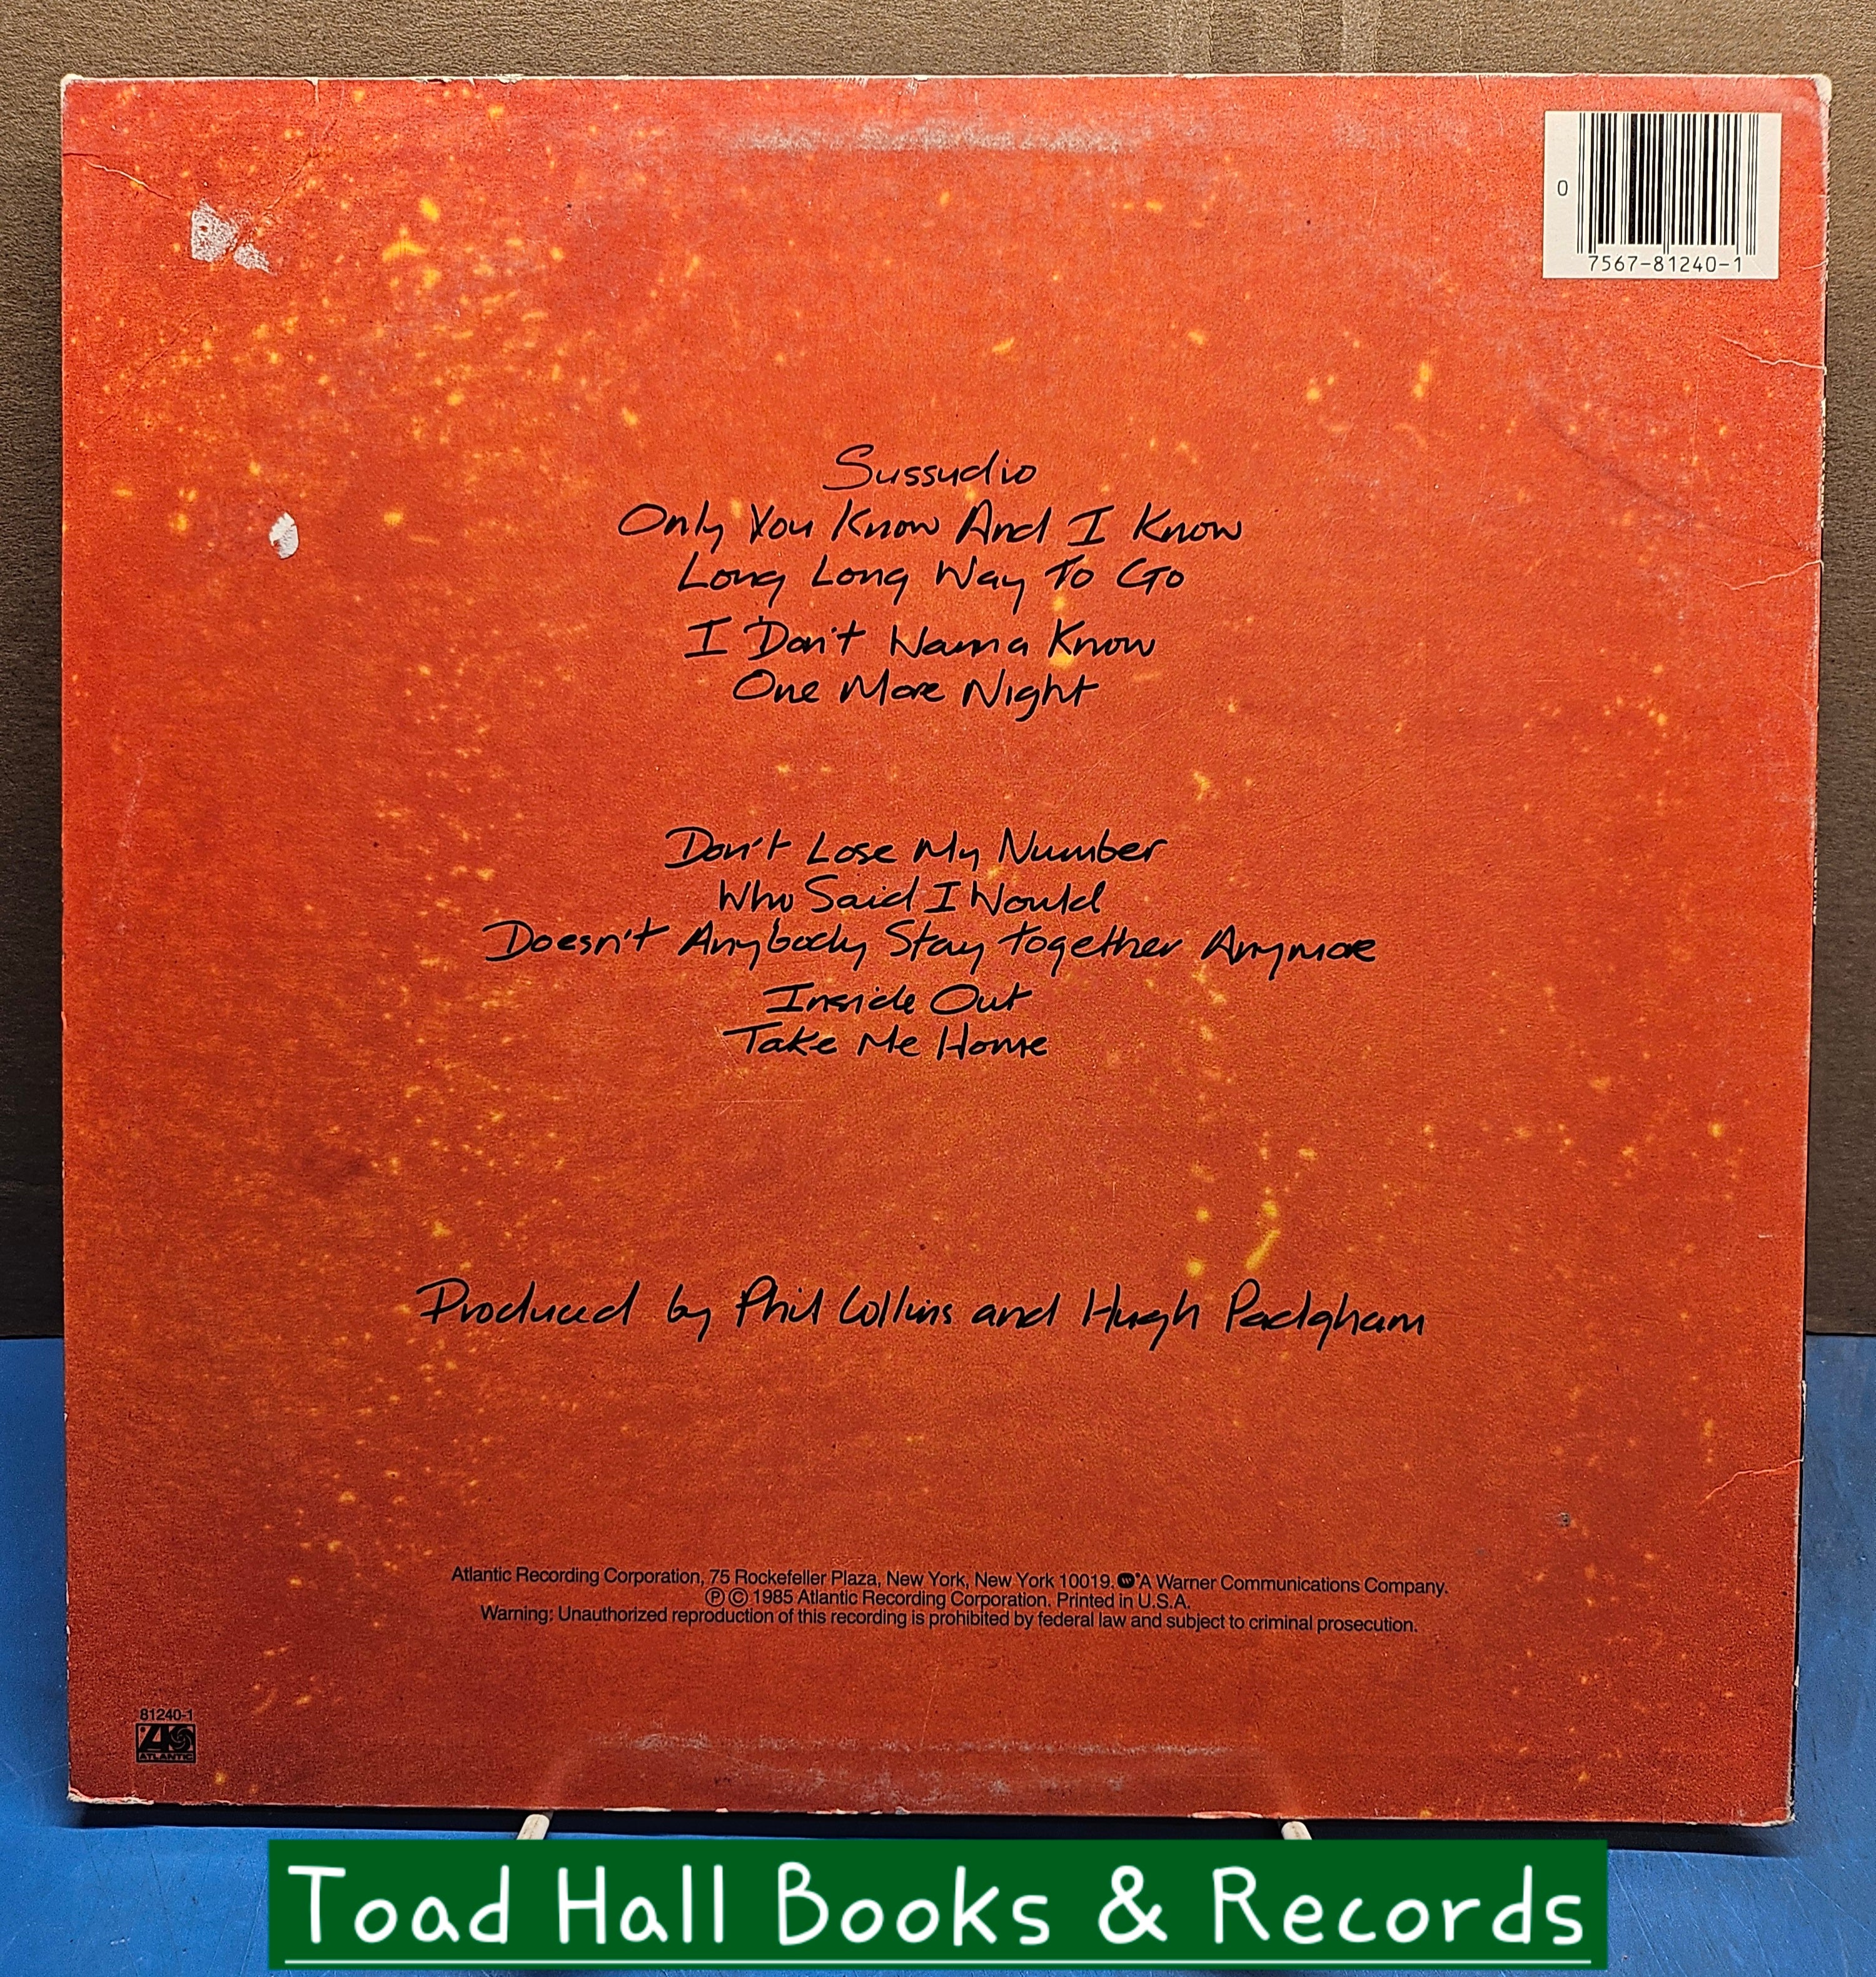 0
7567-81240-1
Sussudio
Only You Know And I Know
Long Long Way To Go
I Don't Wanna Know
One More Night
Don't Lose My Number
Who Said I Would
Doesn't Anybody Stay Together Anymore
Inside Out
Take Me Home
Produced by Phil Collins and Hugh Padgham
Atlantic Recording Corporation, 75 Rockefeller Plaza, New York, New York 10019. W® A Warner Communications Company.
Ⓟ © 1985 Atlantic Recording Corporation. Printed in U.S.A.
Warning: Unauthorized reproduction of this recording is prohibited by federal law and subject to criminal prosecution.
81240-1
ATLANTIC
Toad Hall Books & Records